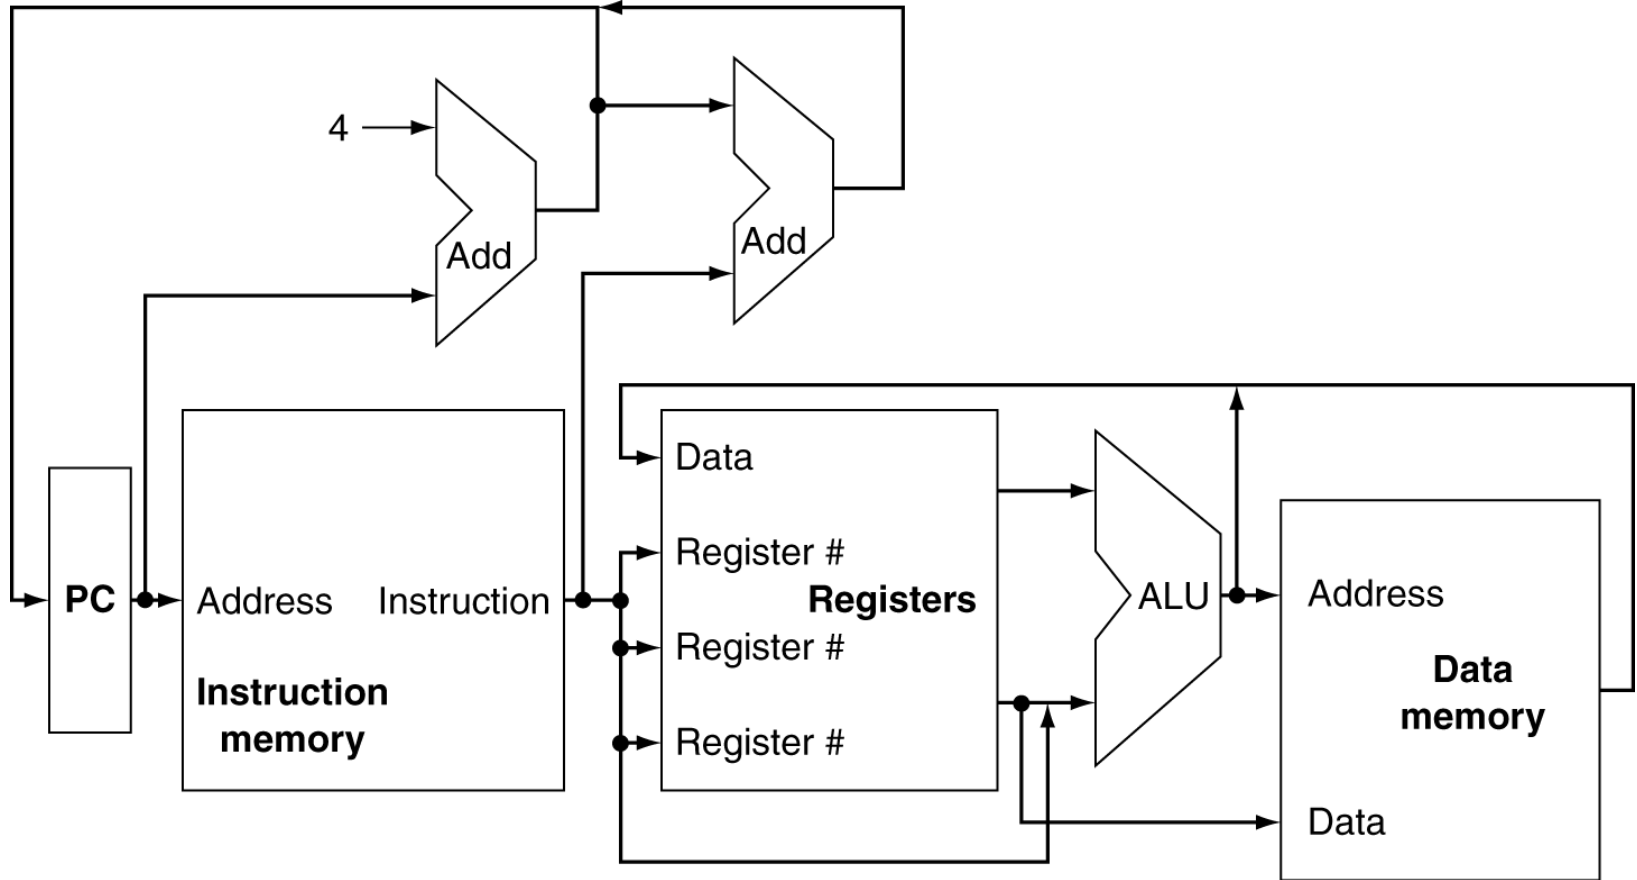 4
Add
Add
Data
Register #
PC
Address
Instruction
Registers
ALU
Address
Register #
Instruction
memory
Data
memory
Register #
Data